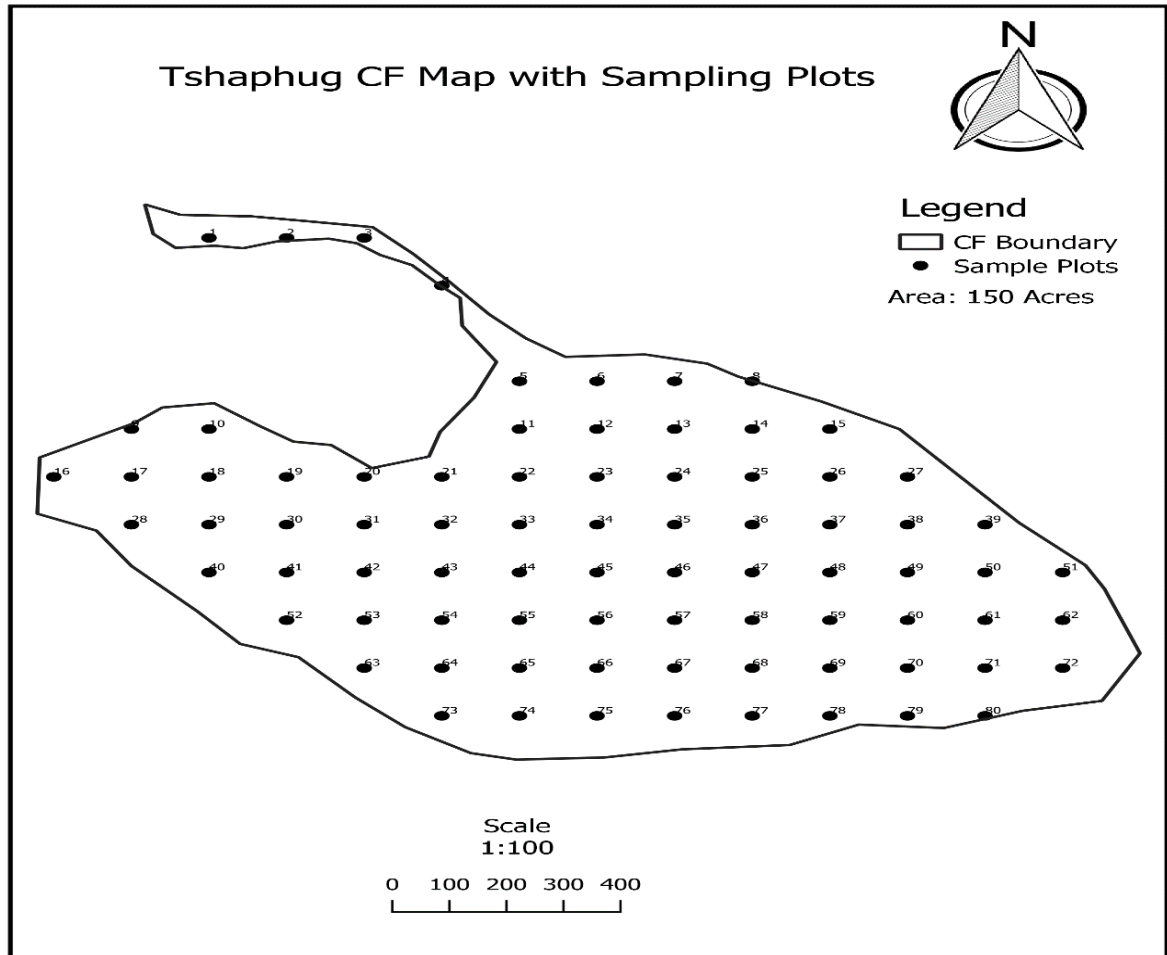 N
Tshaphug CF Map with Sampling Plots
Legend
CF Boundary
Sample Plots
Area: 150 Acres
1 2 3
4
5 6 7 8
9 10 11 12 13 14 15
16 17 18 19 20 21 22 23 24 25 26 27
28 29 30 31 32 33 34 35 36 37 38 39
40 41 42 43 44 45 46 47 48 49 50 51
52 53 54 55 56 57 58 59 60 61 62
63 64 65 66 67 68 69 70 71 72
73 74 75 76 77 78 79 80
Scale
1:100
0 100 200 300 400